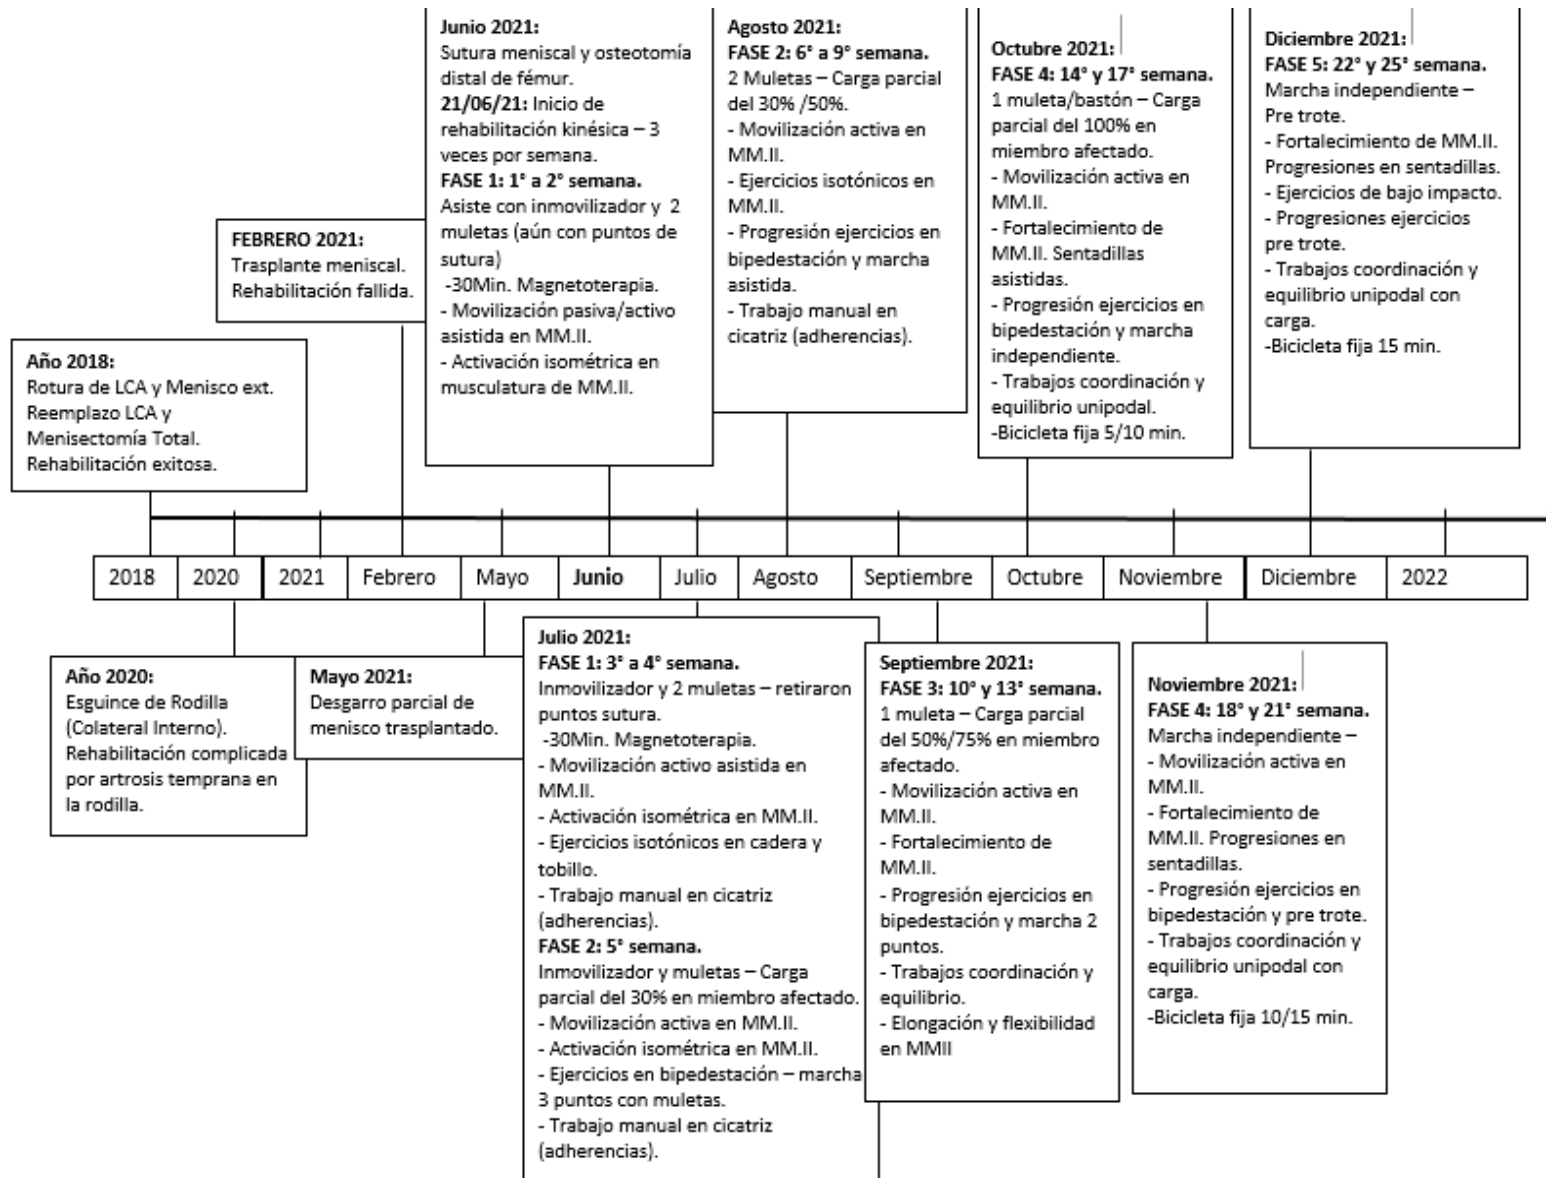 Año 2018:
Rotura de LCA y Menisco ext.
Reemplazo LCA y
Menisectomía Total.
Rehabilitación exitosa.
FEBRERO 2021:
Trasplante meniscal.
Rehabilitación fallida.
Junio 2021:
Sutura meniscal y osteotomía
distal de fémur.
21/06/21: Inicio de
rehabilitación kinésica – 3
veces por semana.
FASE 1: 1° a 2° semana.
Asiste con inmovilizador y 2
muletas (aún con puntos de
sutura)
-30Min. Magnetoterapia.
- Movilización pasiva/activo
asistida en MM.II.
- Activación isométrica en
musculatura de MM.II.
Agosto 2021:
FASE 2: 6° a 9° semana.
2 Muletas – Carga parcial
del 30% /50%.
- Movilización activa en
MM.II.
- Ejercicios isotónicos en
MM.II.
- Progresión ejercicios en
bipedestación y marcha
asistida.
- Trabajo manual en
cicatriz (adherencias).
Octubre 2021:
FASE 4: 14° y 17° semana.
1 muleta/bastón – Carga
parcial del 100% en
miembro afectado.
- Movilización activa en
MM.II.
- Fortalecimiento de
MM.II. Sentadillas
asistidas.
- Progresión ejercicios en
bipedestación y marcha
independiente.
- Trabajos coordinación y
equilibrio unipodal.
-Bicicleta fija 5/10 min.
Diciembre 2021:
FASE 5: 22° y 25° semana.
Marcha independiente –
Pre trote.
- Fortalecimiento de MM.II.
Progresiones en sentadillas.
- Ejercicios de bajo impacto.
- Progresiones ejercicios
pre trote.
- Trabajos coordinación y
equilibrio unipodal con
carga.
-Bicicleta fija 15 min.
2018 2020 2021 Febrero Mayo Junio Julio Agosto Septiembre Octubre Noviembre Diciembre 2022
Año 2020:
Esguince de Rodilla
(Colateral Interno).
Rehabilitación complicada
por artrosis temprana en
la rodilla.
Mayo 2021:
Desgarro parcial de
menisco trasplantado.
Julio 2021:
FASE 1: 3° a 4° semana.
Inmovilizador y 2 muletas – retiraron
puntos sutura.
-30Min. Magnetoterapia.
- Movilización activo asistida en
MM.II.
- Activación isométrica en MM.II.
- Ejercicios isotónicos en cadera y
tobillo.
- Trabajo manual en cicatriz
(adherencias).
FASE 2: 5° semana.
Inmovilizador y muletas – Carga
parcial del 30% en miembro afectado.
- Movilización activa en MM.II.
- Activación isométrica en MM.II.
- Ejercicios en bipedestación – marcha
3 puntos con muletas.
- Trabajo manual en cicatriz
(adherencias).
Septiembre 2021:
FASE 3: 10° y 13° semana.
1 muleta – Carga parcial
del 50%/75% en miembro
afectado.
- Movilización activa en
MM.II.
- Fortalecimiento de
MM.II.
- Progresión ejercicios en
bipedestación y marcha 2
puntos.
- Trabajos coordinación y
equilibrio.
- Elongación y flexibilidad
en MMII
Noviembre 2021:
FASE 4: 18° y 21° semana.
Marcha independiente –
- Movilización activa en
MM.II.
- Fortalecimiento de
MM.II. Progresiones en
sentadillas.
- Progresión ejercicios en
bipedestación y pre trote.
- Trabajos coordinación y
equilibrio unipodal con
carga.
-Bicicleta fija 10/15 min.